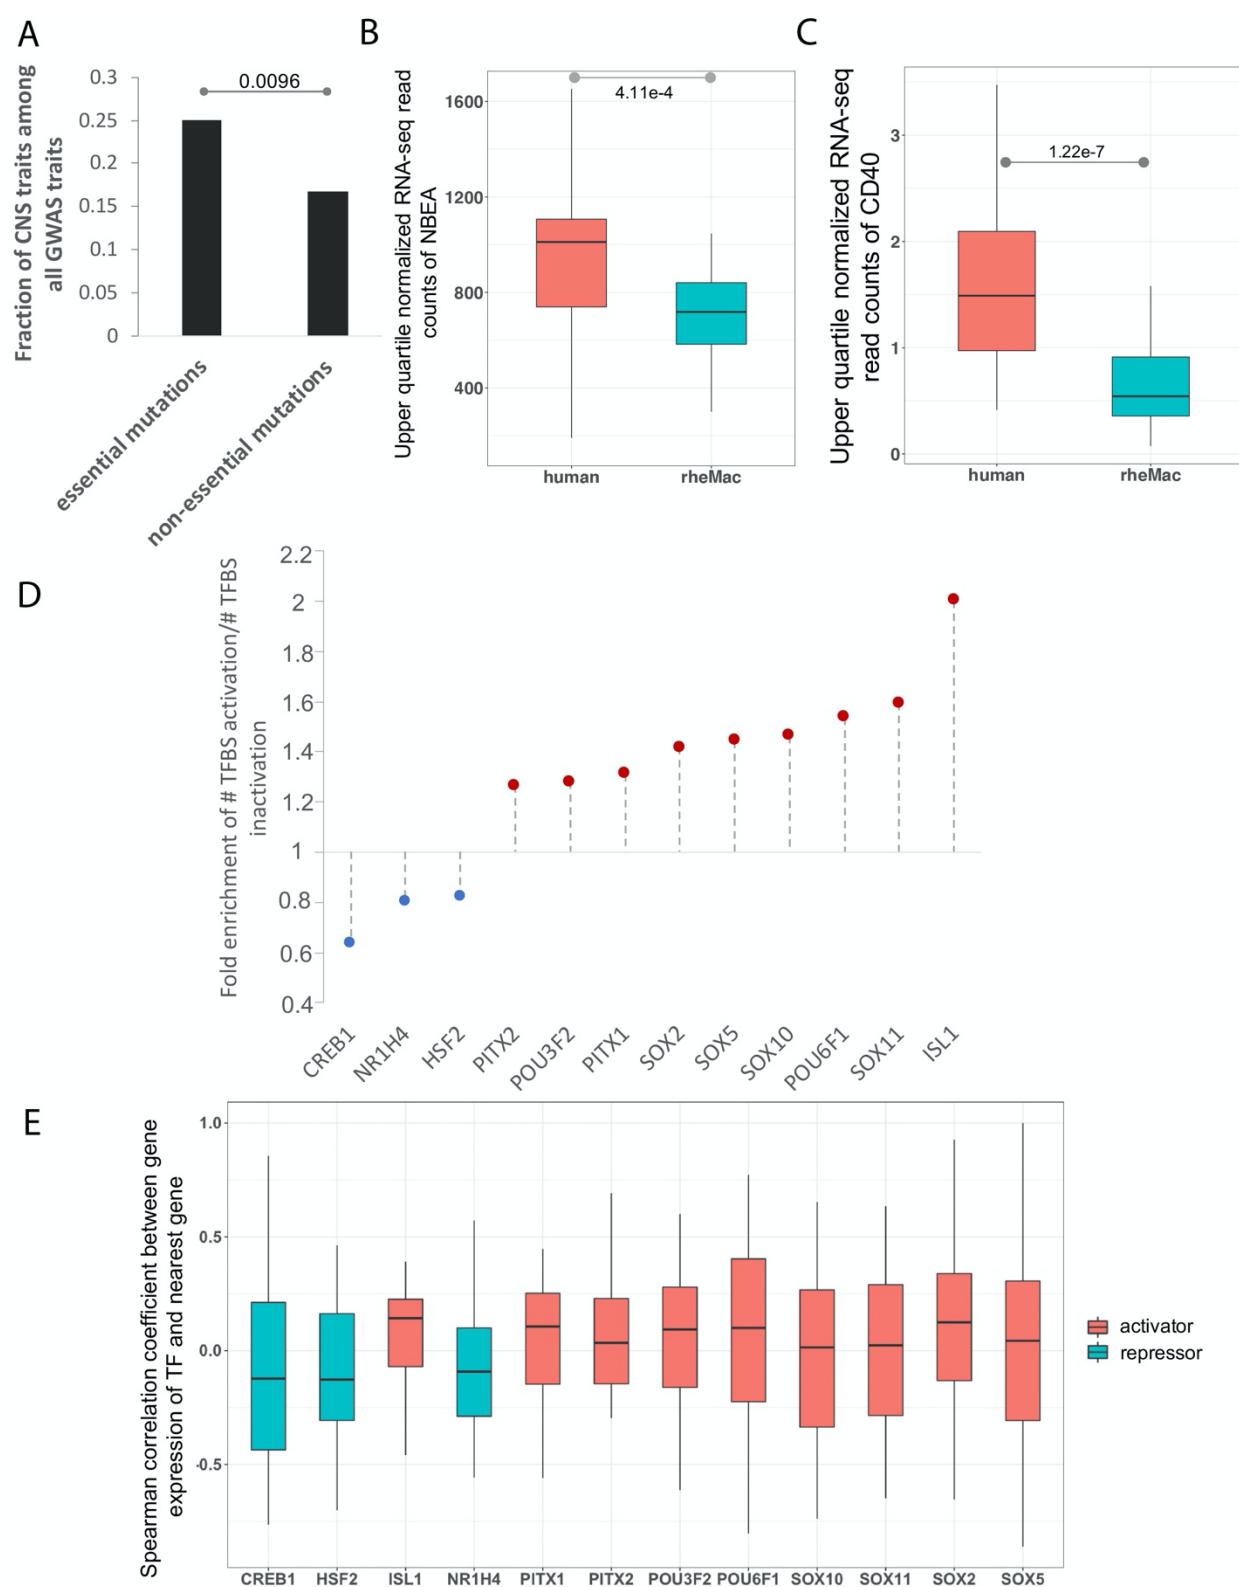 A
Fraction of CNS traits among
all GWAS traits
0.3
0.25
0.2
0.15
0.1
0.05
0
0.0096
essential mutations
non-essential mutations
B
Upper quartile normalized RNA-seq read
counts of NBEA
1600
1200
800
400
4.11e-4
human
rheMac
C
Upper quartile normalized RNA-seq
read counts of CD40
3
2
1
0
1.22e-7
human
rheMac
D
Fold enrichment of # TFBS activation/# TFBS
inactivation
2.2
2
1.8
1.6
1.4
1.2
1
0.8
0.6
0.4
CREB1
NR1H4
HSF2
PITX2
POU3F2
PITX1
SOX2
SOX5
SOX10
POU6F1
SOX11
ISL1
E
Spearman correlation coefficient between gene
expression of TF and nearest gene
1.0
0.5
0.0
-0.5
CREB1
HSF2
ISL1
NR1H4
PITX1
PITX2
POU3F2
POU6F1
SOX10
SOX11
SOX2
SOX5
activator
repressor